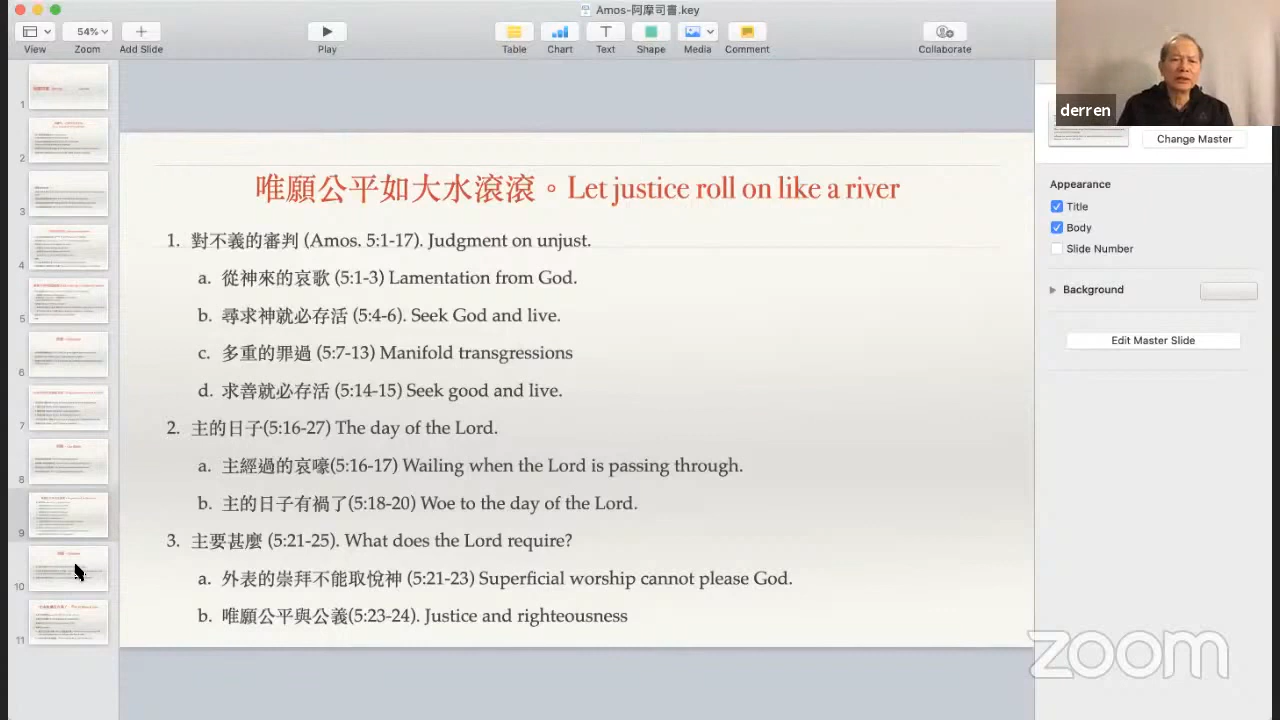 Amos-阿摩司書.key
54%
View
Zoom
Add Slide
Play
Table
Chart
Text
Shape
Media
Comment
Collaborate
derren
Change Master
Appearance
Title
Body
Slide Number
Background
Edit Master Slide
1
2
3
4
5
6
7
8
9
10
11
唯願公平如大水滾滾。Let justice roll on like a river
1. 對不義的審判 (Amos. 5:1-17). Judgment on unjust.
a. 從神來的哀歌 (5:1-3) Lamentation from God.
b. 尋求神就必存活 (5:4-6). Seek God and live.
c. 多重的罪過 (5:7-13) Manifold transgressions
d. 求善就必存活 (5:14-15) Seek good and live.
2. 主的日子(5:16-27) The day of the Lord.
a. 主經過的哀嚎(5:16-17) Wailing when the Lord is passing through.
b. 主的日子有禍了(5:18-20) Woe to the day of the Lord.
3. 主要甚麼 (5:21-25). What does the Lord require?
a. 外表的崇拜不能取悅神 (5:21-23) Superficial worship cannot please God.
b. 唯願公平與公義(5:23-24). Justice and righteousness
zoom